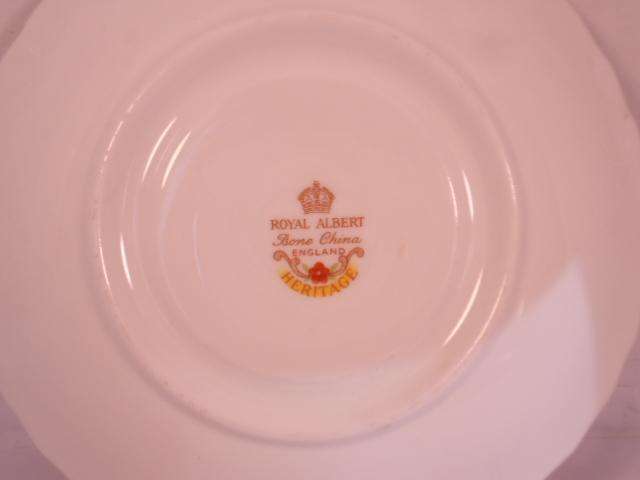 ROYAL ALBERT
Bone China
ENGLAND
HERITAGE